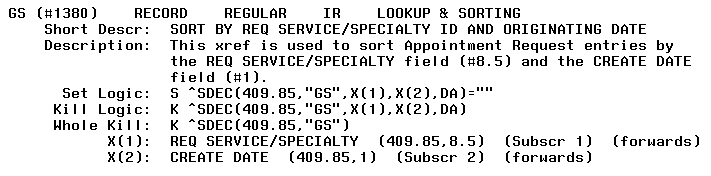 GS (#1380)    RECORD    REGULAR    IR    LOOKUP & SORTING
Short Descr:  SORT BY REQ SERVICE/SPECIALTY ID AND ORIGINATING DATE
Description:  This xref is used to sort Appointment Request entries by
the REQ SERVICE/SPECIALTY field (#8.5) and the CREATE DATE
field (#1).
Set Logic:  S ^SDEC(409.85,"GS",X(1),X(2),DA)=""
Kill Logic:  K ^SDEC(409.85,"GS",X(1),X(2),DA)
Whole Kill:  K ^SDEC(409.85,"GS")
X(1):  REQ SERVICE/SPECIALTY  (409.85,8.5)  (Subscr 1)  (forwards)
X(2):  CREATE DATE  (409.85,1)  (Subscr 2)  (forwards)